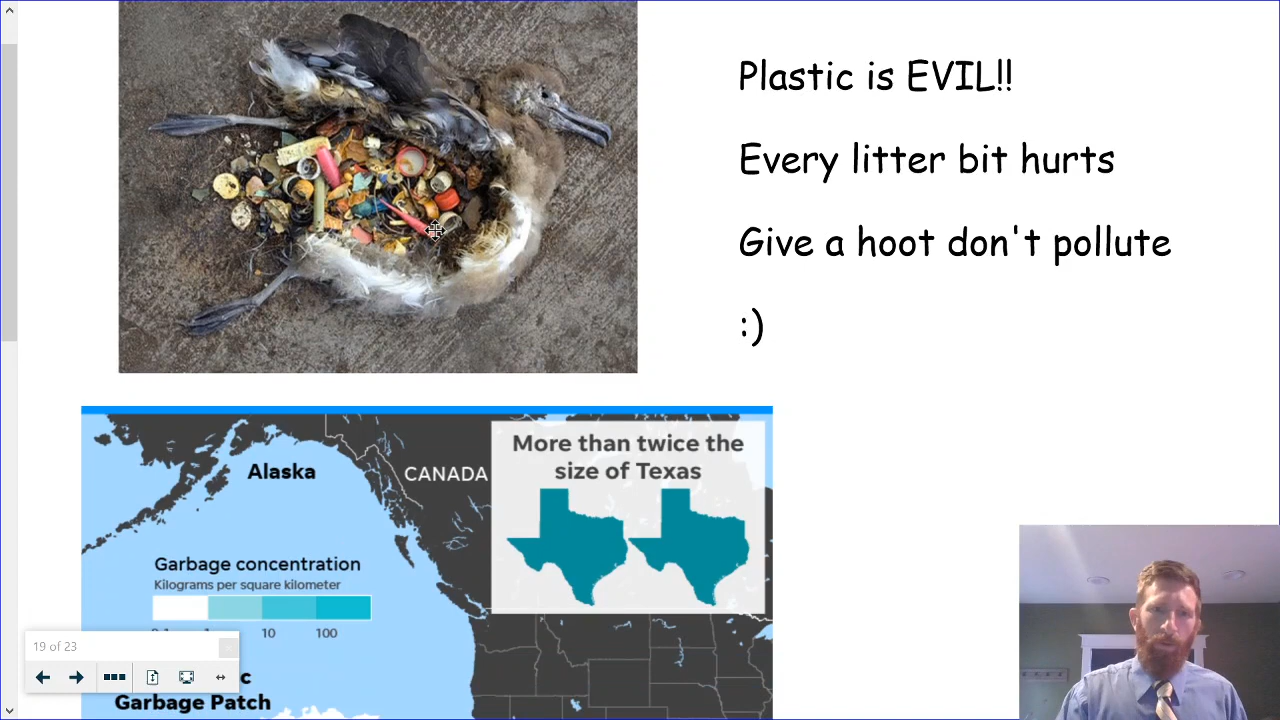 Plastic is EVIL!!
Every litter bit hurts
Give a hoot don't pollute
:)
More than twice the
size of Texas
Alaska
CANADA
Garbage concentration
Kilograms per square kilometer
10 100
19 of 23
Garbage Patch